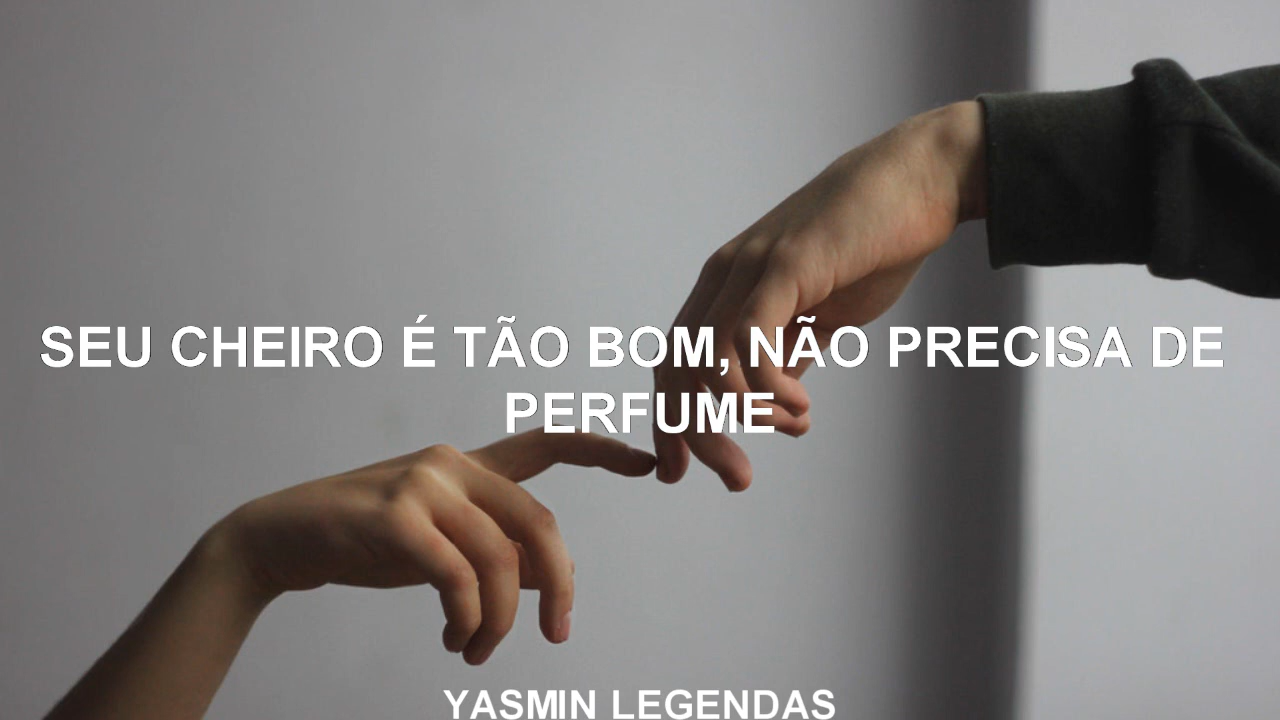 SEU CHEIRO É TÃO BOM, NÃO PRECISA DE
PERFUME
YASMIN LEGENDAS